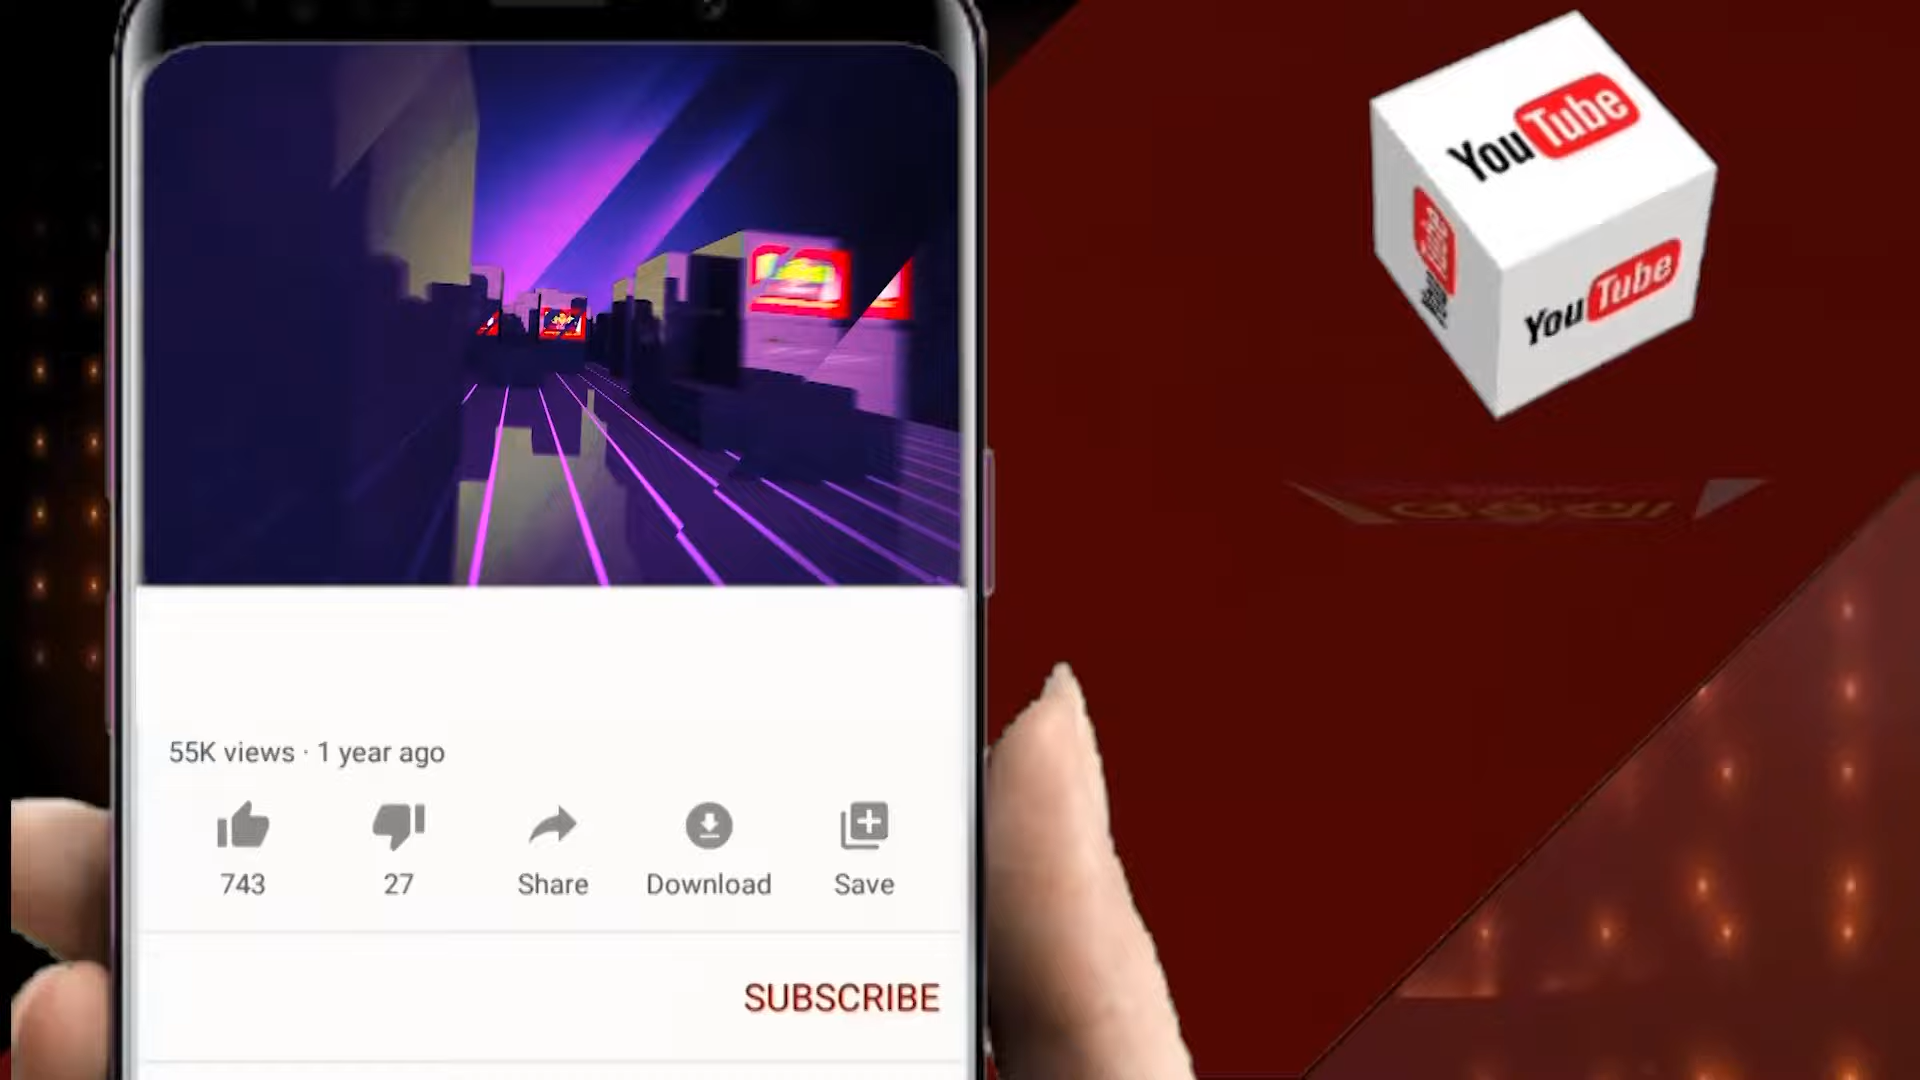 YouTube
YouTube
55K views · 1 year ago
743
27
Share
Download
Save
SUBSCRIBE